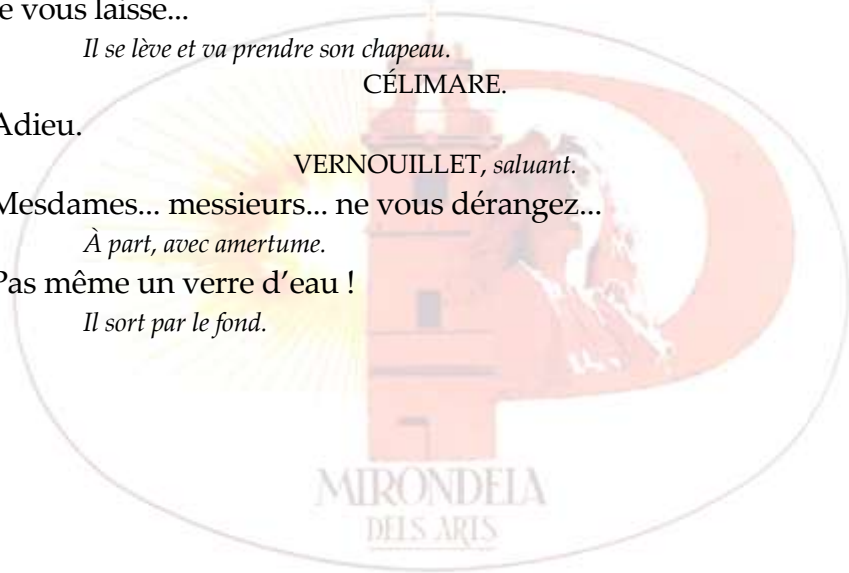 e vous laisse...
Il se lève et va prendre son chapeau.
CÉLIMARE.
Adieu.
VERNOUILLET, saluant.
Mesdames... messieurs... ne vous dérangez...
À part, avec amertume.
Pas même un verre d’eau !
Il sort par le fond.
MIRONDELA
DELS ARTS